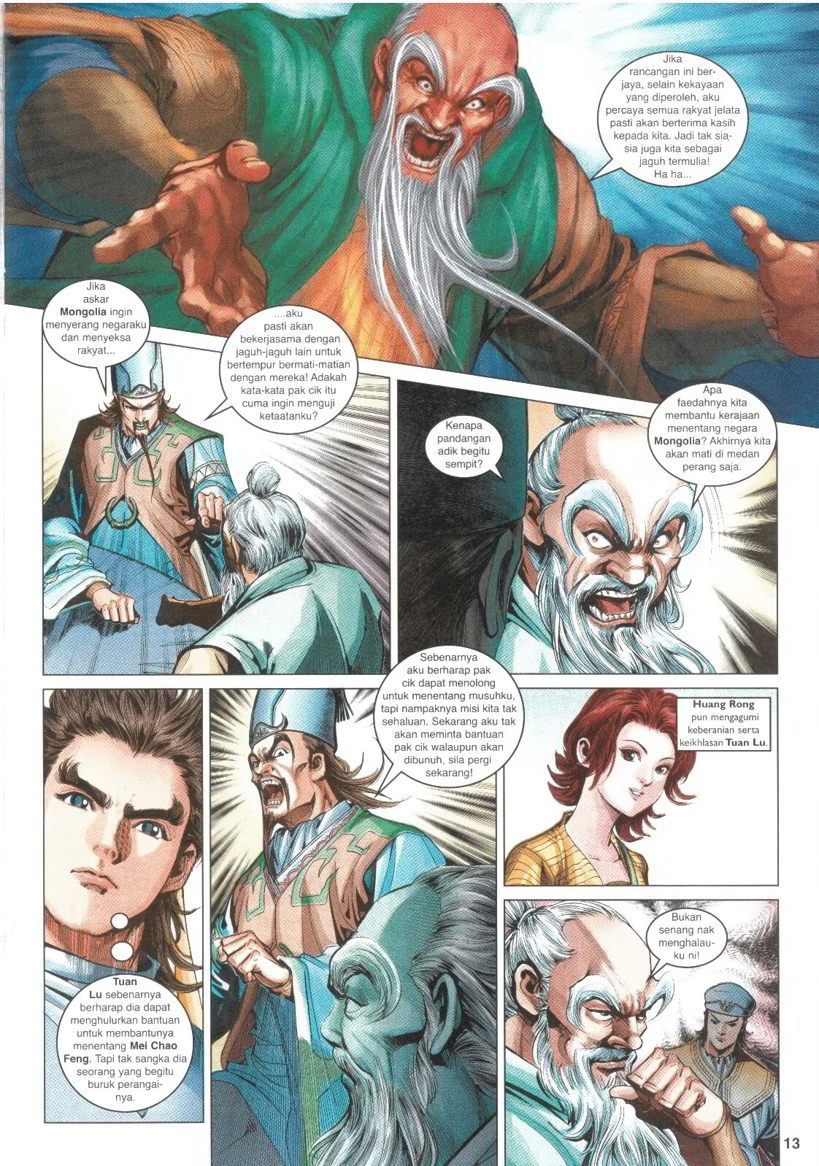 Jika
rancangan ini ber-
jaya, selain kekayaan
yang diperoleh, aku
percaya semua rakyat jelata
pasti akan berterima kasih
kepada kita. Jadi tak sia-
sia juga kita sebagai
jaguh termulia!
Ha ha...
Jika
askar
Mongolia ingin
menyerang negaraku
dan menyeksa
rakyat...
....aku
pasti akan
bekerjasama dengan
jaguh-jaguh lain untuk
bertempur bermati-matian
dengan mereka! Adakah
kata-kata pak cik itu
cuma ingin menguji
ketaatanku?
Kenapa
pandangan
adik begitu
sempit?
Apa
faedahnya kita
membantu kerajaan
menentang negara
Mongolia? Akhirnya kita
akan mati di medan
perang saja.
Tuan
Lu sebenarnya
berharap dia dapat
menghulurkan bantuan
untuk membantunya
menentang Mei Chao
Feng. Tapi tak sangka dia
seorang yang begitu
buruk perangai-
nya.
Sebenarnya
aku berharap pak
cik dapat menolong
untuk menentang musuhku,
tapi nampaknya misi kita tak
sehaluan. Sekarang aku tak
akan meminta bantuan
pak cik walaupun akan
dibunuh, sila pergi
sekarang!
Huang Rong
pun mengagumi
keberanian serta
keikhlasan Tuan Lu.
Bukan
senang nak
menghalau-
ku ni!
13